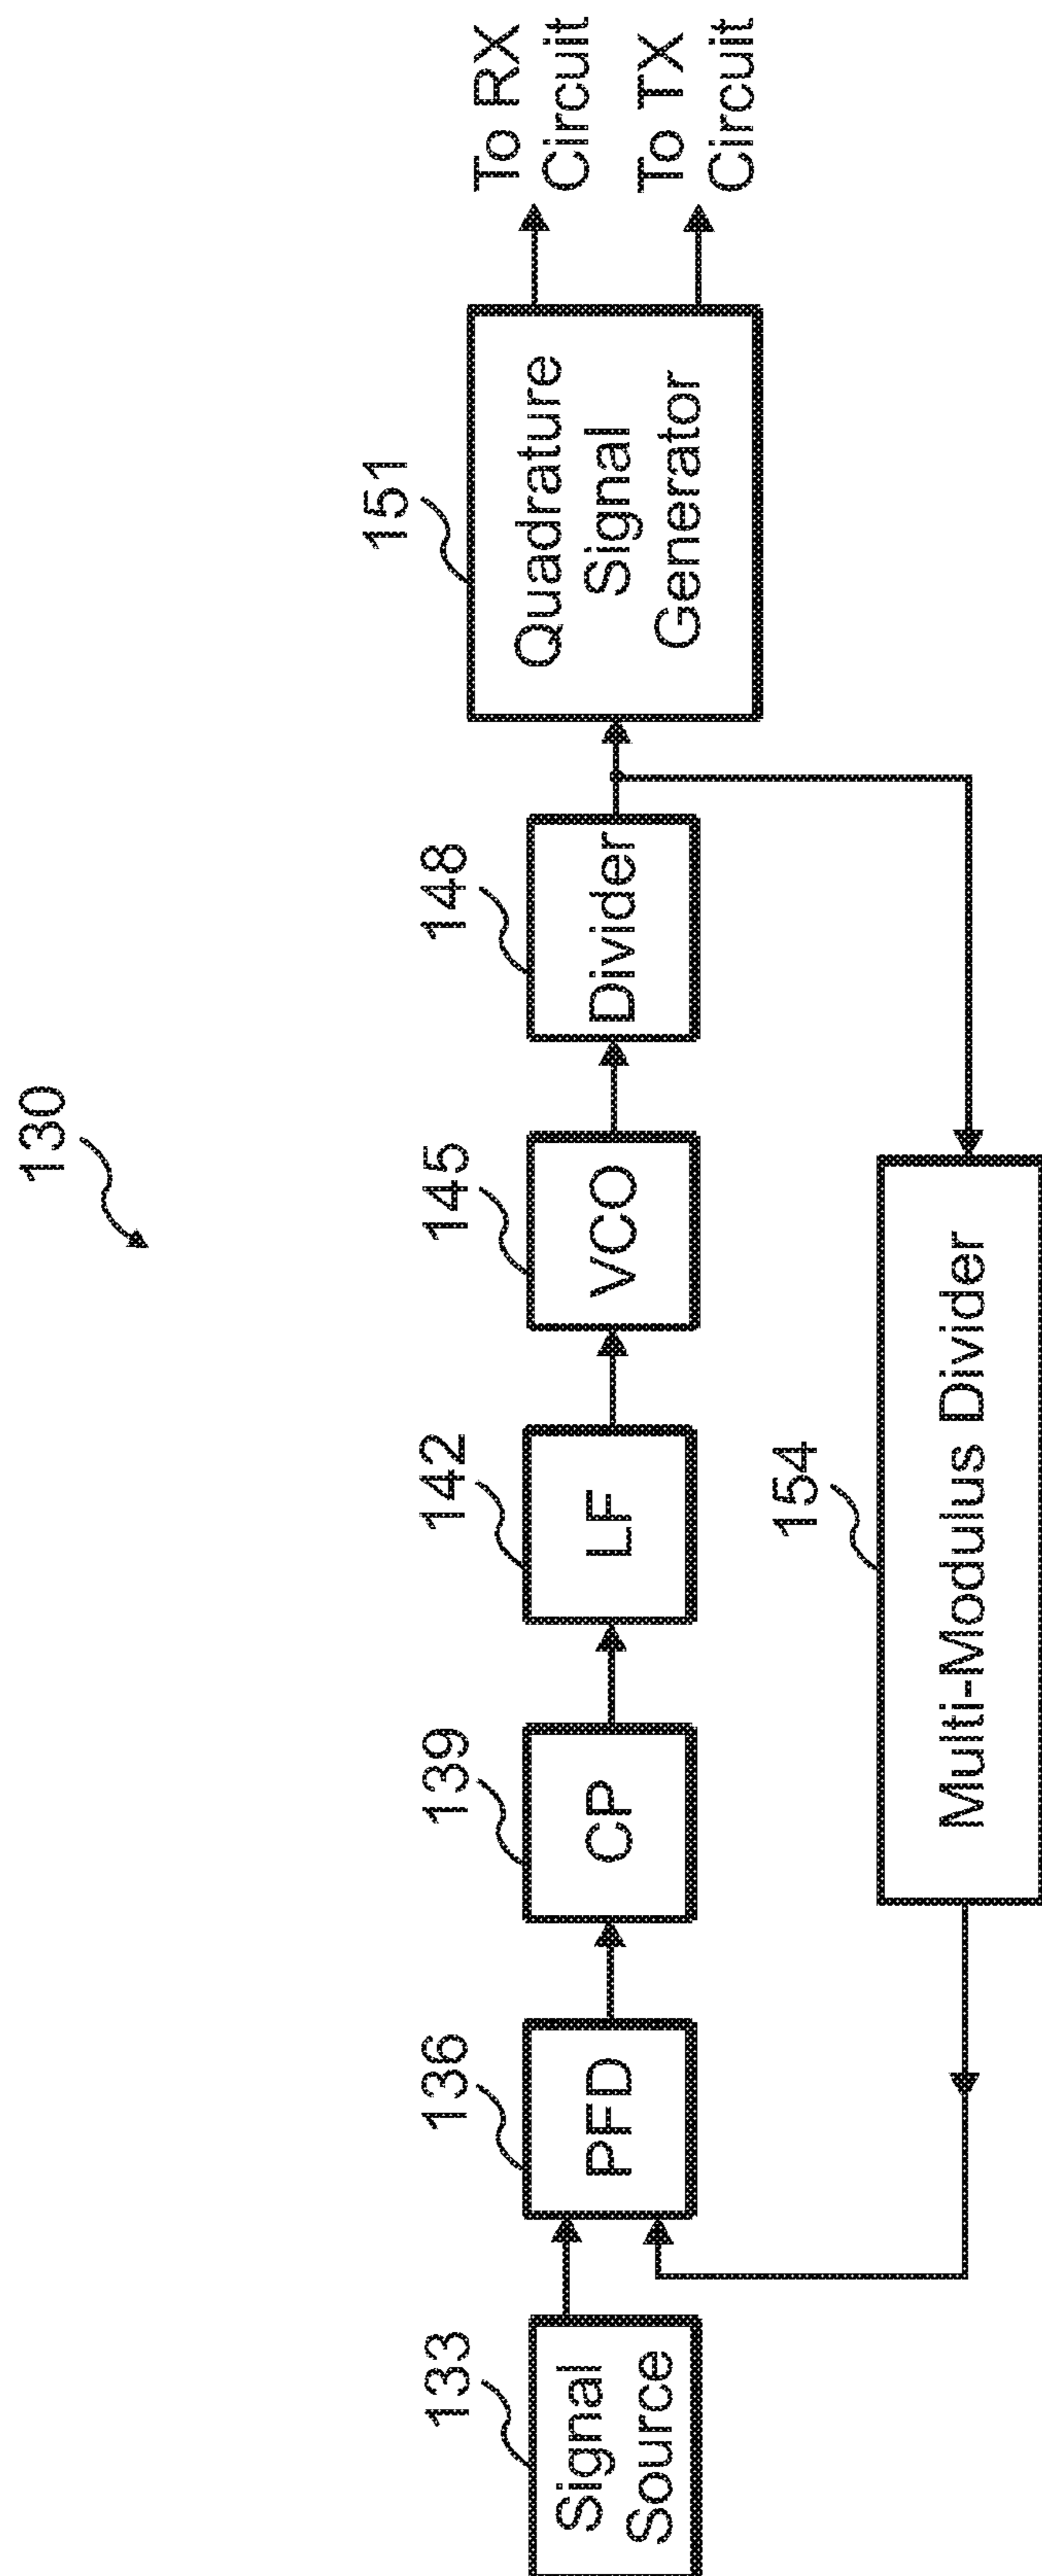 130
133
Signal
Source
136
PFD
139
CP
142
LF
145
VCO
148
Divider
151
Quadrature
Signal
Generator
To RX
Circuit
To TX
Circuit
154
Multi-Modulus Divider